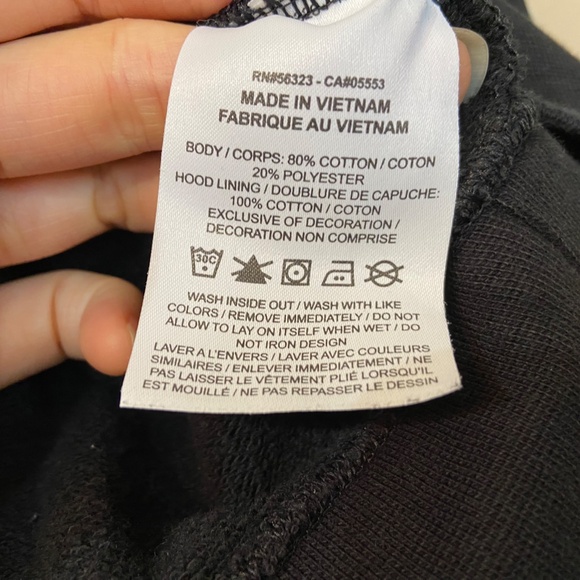 RN#56323 - CA#05553
MADE IN VIETNAM
FABRIQUE AU VIETNAM
BODY / CORPS: 80% COTTON / COTON
20% POLYESTER
HOOD LINING / DOUBLURE DE CAPUCHE:
100% COTTON / COTON
EXCLUSIVE OF DECORATION /
DECORATION NON COMPRISE
30C
WASH INSIDE OUT / WASH WITH LIKE
COLORS / REMOVE IMMEDIATELY / DO NOT
ALLOW TO LAY ON ITSELF WHEN WET / DO
NOT IRON DESIGN
LAVER A L'ENVERS / LAVER AVEC COULEURS
SIMILAIRES / ENLEVER IMMEDIATEMENT / NE
PAS LAISSER LE VÊTEMENT PLIÉ LORSQU'IL
EST MOUILLÉ / NE PAS REPASSER LE DESSIN